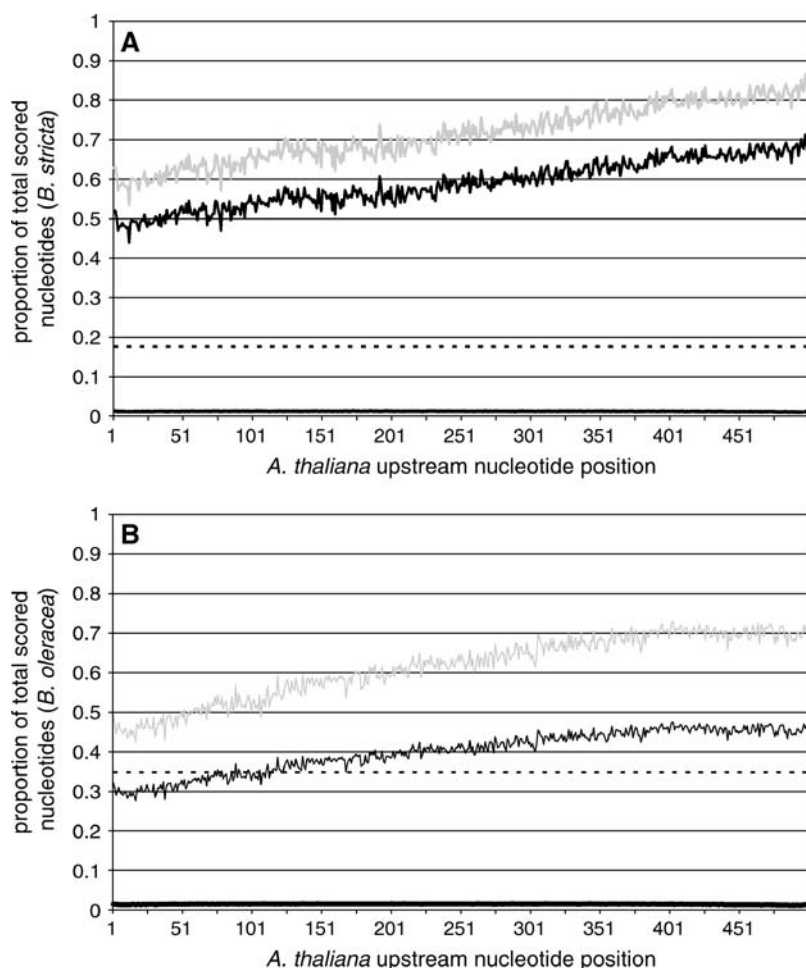 A
proportion of total scored
nucleotides (B. stricta)
1
0.9
0.8
0.7
0.6
0.5
0.4
0.3
0.2
0.1
0
1 51 101 151 201 251 301 351 401 451
A. thaliana upstream nucleotide position
B
proportion of total scored
nucleotides (B. oleracea)
1
0.9
0.8
0.7
0.6
0.5
0.4
0.3
0.2
0.1
0
1 51 101 151 201 251 301 351 401 451
A. thaliana upstream nucleotide position